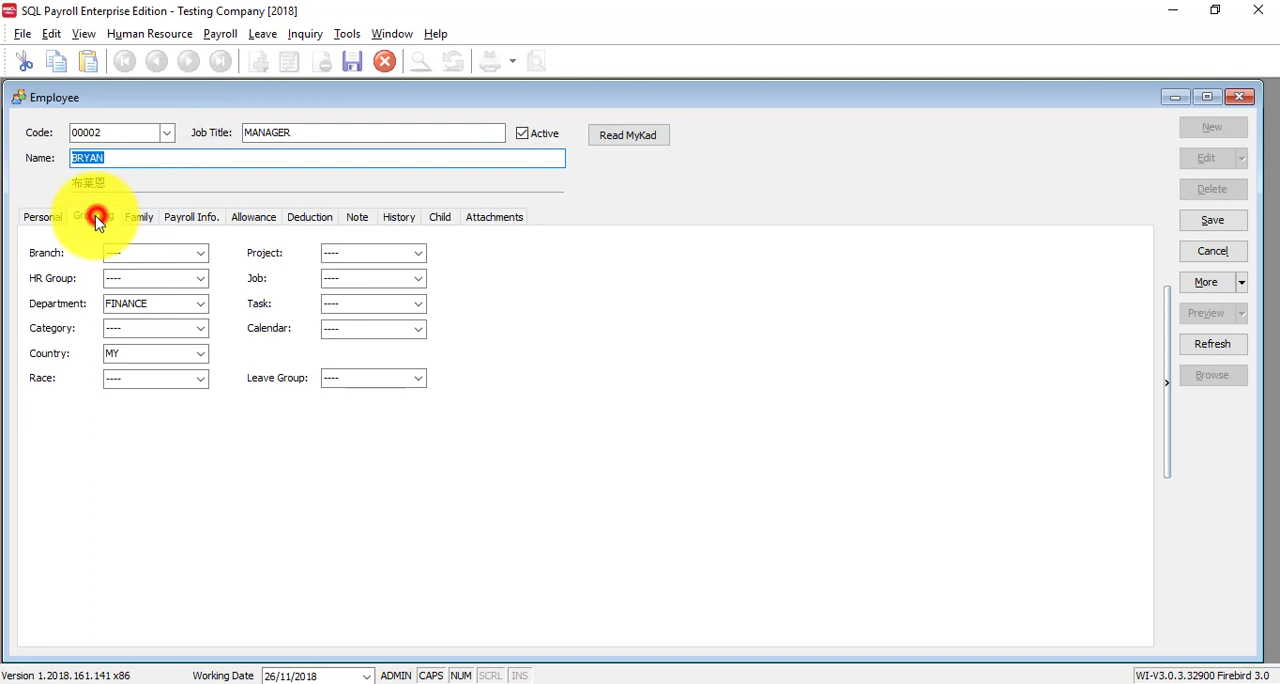 SQL Payroll Enterprise Edition - Testing Company [2018]
File Edit View Human Resource Payroll Leave Inquiry Tools Window Help
Employee
Code: 00002 Job Title: MANAGER Active Read MyKad
Name: BRYAN
布莱恩
Personal Family Payroll Info. Allowance Deduction Note History Child Attachments
Branch: ---- Project: ----
HR Group: ---- Job: ----
Department: FINANCE Task: ----
Category: ---- Calendar: ----
Country: MY
Race: ---- Leave Group: ----
New
Edit
Delete
Save
Cancel
More
Preview
Refresh
Browse
Version 1.2018.161.141 x86 Working Date 26/11/2018 ADMIN CAPS NUM SCRL INS WI-V3.0.3.32900 Firebird 3.0